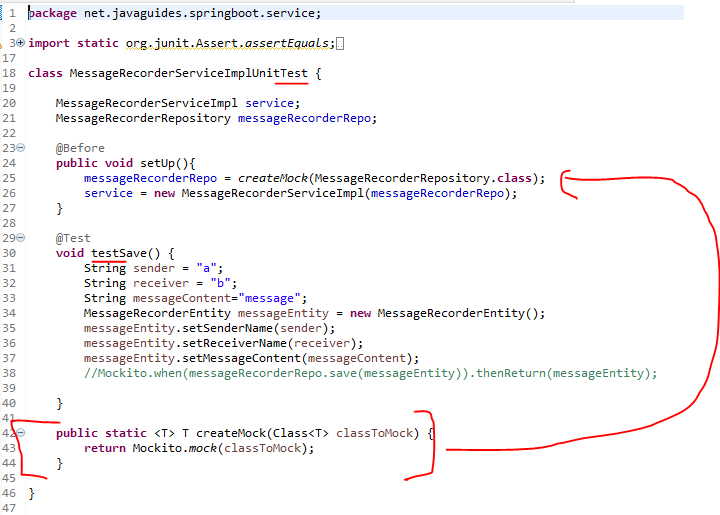 1 package net.javaguides.springboot.service;
2
3 import static org.junit.Assert.assertEquals;
17
18 class MessageRecorderServiceImplUnitTest {
19
20 MessageRecorderServiceImpl service;
21 MessageRecorderRepository messageRecorderRepo;
22
23 @Before
24 public void setUp(){
25 messageRecorderRepo = createMock(MessageRecorderRepository.class);
26 service = new MessageRecorderServiceImpl(messageRecorderRepo);
27 }
28
29 @Test
30 void testSave() {
31 String sender = "a";
32 String receiver = "b";
33 String messageContent="message";
34 MessageRecorderEntity messageEntity = new MessageRecorderEntity();
35 messageEntity.setSenderName(sender);
36 messageEntity.setReceiverName(receiver);
37 messageEntity.setMessageContent(messageContent);
38 //Mockito.when(messageRecorderRepo.save(messageEntity)).thenReturn(messageEntity);
39
40 }
41
42 public static <T> T createMock(Class<T> classToMock) {
43 return Mockito.mock(classToMock);
44 }
45
46 }
47